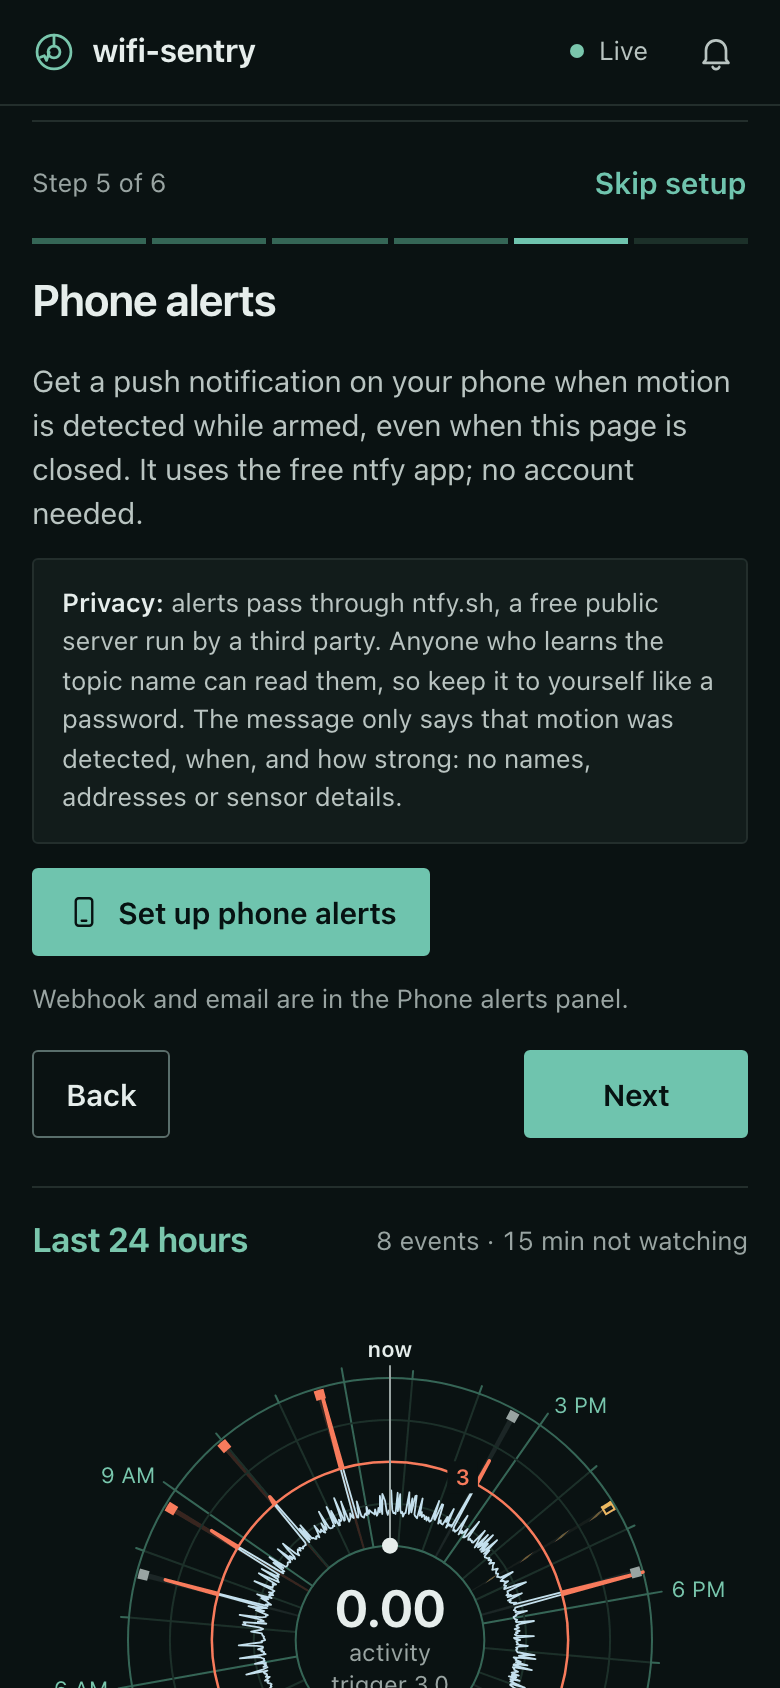 wifi-sentry
Live
Step 5 of 6
Skip setup
Phone alerts
Get a push notification on your phone when motion
is detected while armed, even when this page is
closed. It uses the free ntfy app; no account
needed.
Privacy: alerts pass through ntfy.sh, a free public
server run by a third party. Anyone who learns the
topic name can read them, so keep it to yourself like a
password. The message only says that motion was
detected, when, and how strong: no names,
addresses or sensor details.
Set up phone alerts
Webhook and email are in the Phone alerts panel.
Back
Next
Last 24 hours
8 events · 15 min not watching
now
3 PM
9 AM
3
6 PM
0.00
activity
trigger 3.0
6 AM